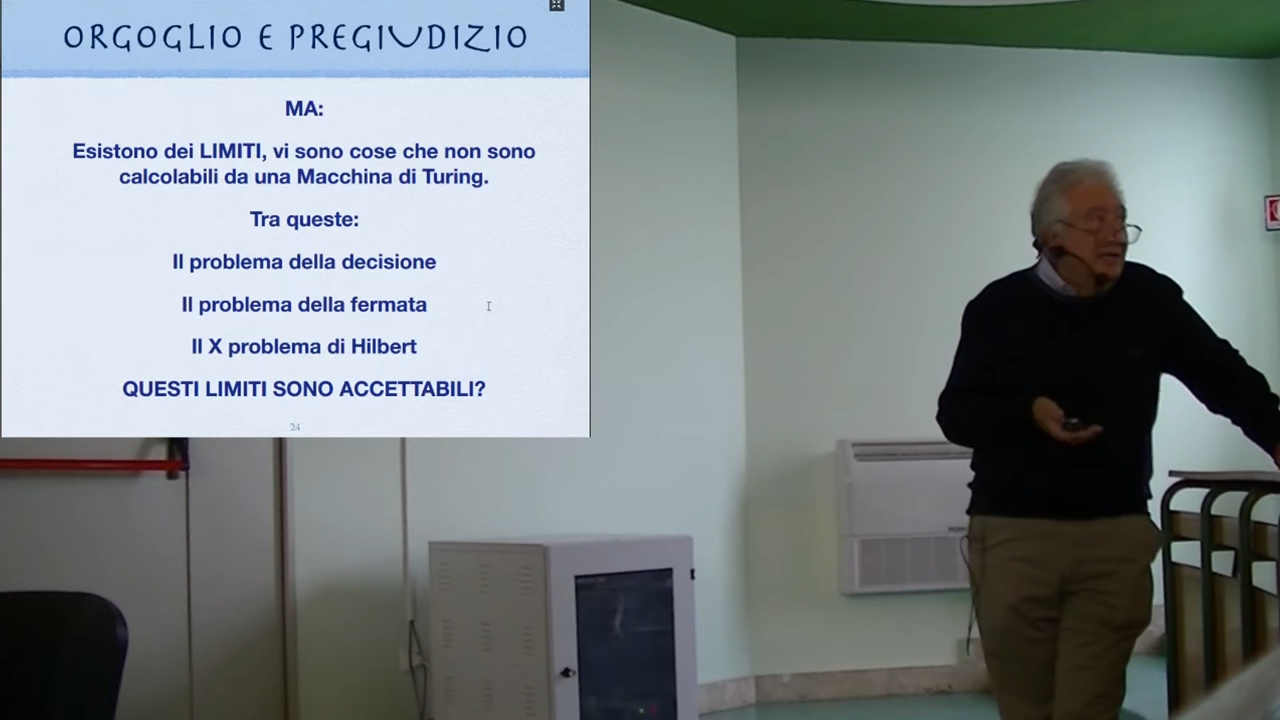 ORGOGLIO E PREGIUDIZIO
MA:
Esistono dei LIMITI, vi sono cose che non sono
calcolabili da una Macchina di Turing.
Tra queste:
Il problema della decisione
Il problema della fermata
Il X problema di Hilbert
QUESTI LIMITI SONO ACCETTABILI?
24